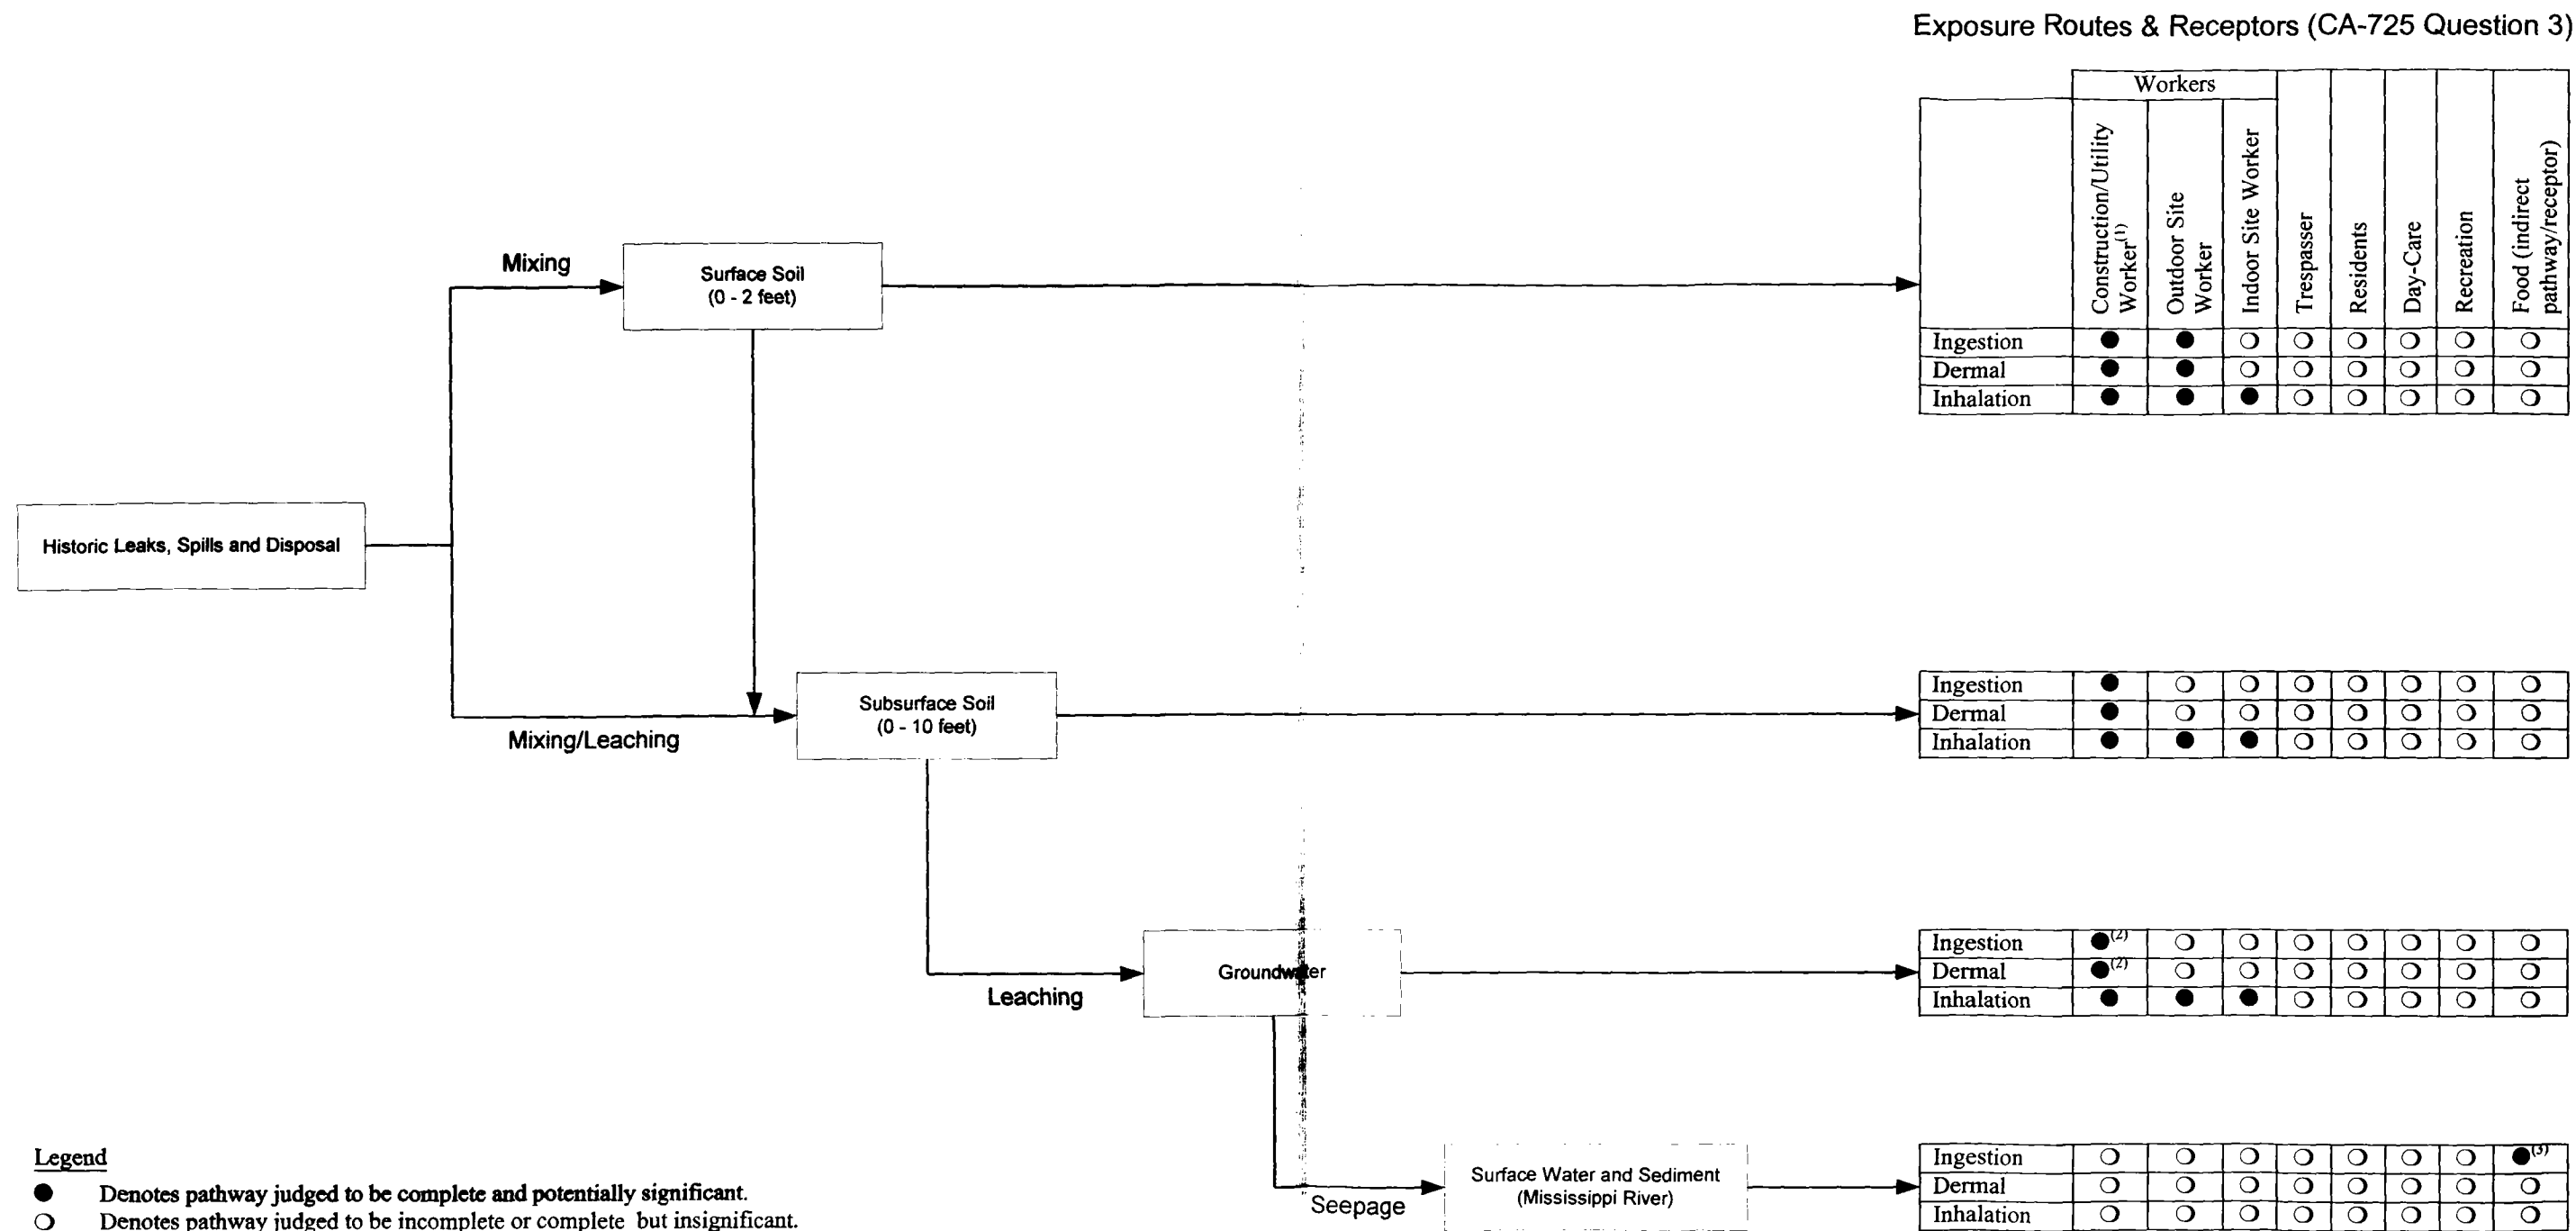 Exposure Routes & Receptors (CA-725 Question 3)
Workers
Construction/Utility
Worker(1)
Outdoor Site
Worker
Indoor Site Worker
Trespasser
Residents
Day-Care
Recreation
Food (indirect
pathway/receptor)
Ingestion ● ● ○ ○ ○ ○ ○ ○
Dermal ● ● ○ ○ ○ ○ ○ ○
Inhalation ● ● ● ○ ○ ○ ○ ○
Mixing
Surface Soil
(0 - 2 feet)
Historic Leaks, Spills and Disposal
Mixing/Leaching
Subsurface Soil
(0 - 10 feet)
Ingestion ● ○ ○ ○ ○ ○ ○ ○
Dermal ● ○ ○ ○ ○ ○ ○ ○
Inhalation ● ● ● ○ ○ ○ ○ ○
Leaching
Groundwater
Ingestion ●(2) ○ ○ ○ ○ ○ ○ ○
Dermal ●(2) ○ ○ ○ ○ ○ ○ ○
Inhalation ● ● ● ○ ○ ○ ○ ○
Seepage
Surface Water and Sediment
(Mississippi River)
Ingestion ○ ○ ○ ○ ○ ○ ○ ●(3)
Dermal ○ ○ ○ ○ ○ ○ ○ ○
Inhalation ○ ○ ○ ○ ○ ○ ○ ○
Legend
● Denotes pathway judged to be complete and potentially significant.
○ Denotes pathway judged to be incomplete or complete but insignificant.